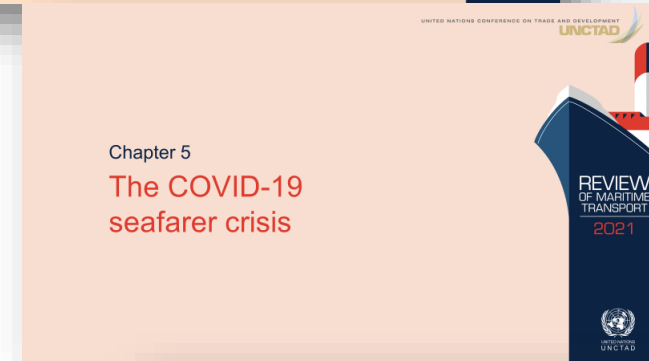 UNITED NATIONS CONFERENCE ON TRADE AND DEVELOPMENT
UNCTAD
Chapter 5
The COVID-19
seafarer crisis
REVIEW
OF MARITIME
TRANSPORT
2021
UNITED NATIONS
UNCTAD